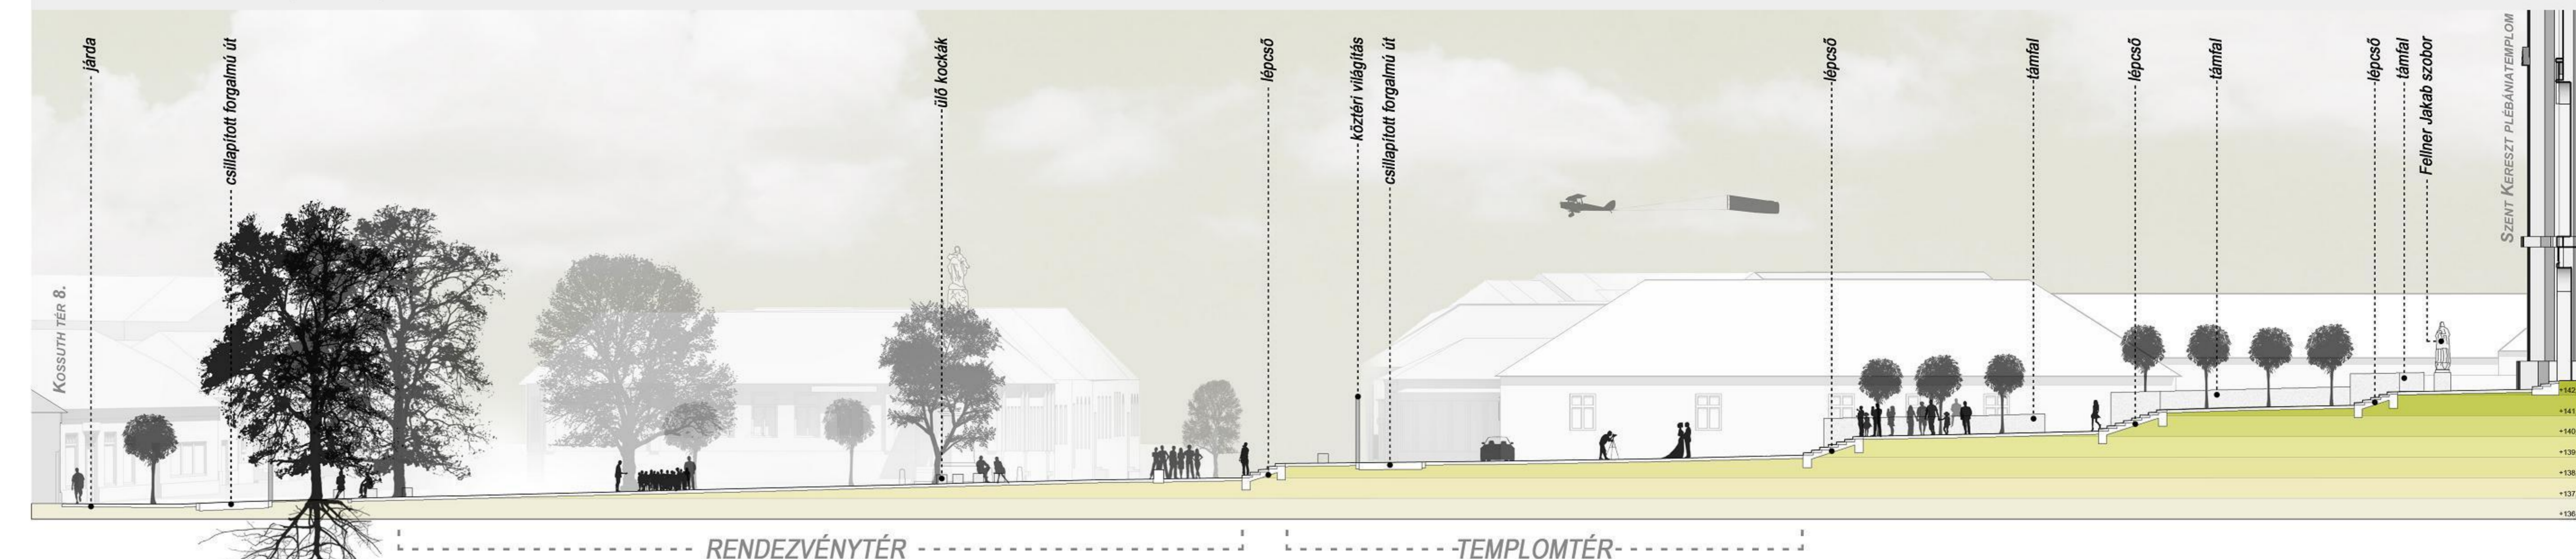 járda
csillapított forgalmú út
ülő kockák
lépcső
köztéri világítás
csillapított forgalmú út
lépcső
támfal
lépcső
támfal
lépcső
támfal
Fellner Jakab szobor
SZENT KERESZT PLÉBÁNIATEMPLOM
KOSSUTH TÉR 8.
+142
+141
+140
+139
+138
+137
+136
RENDEZVÉNYTÉR
TEMPLOMTÉR